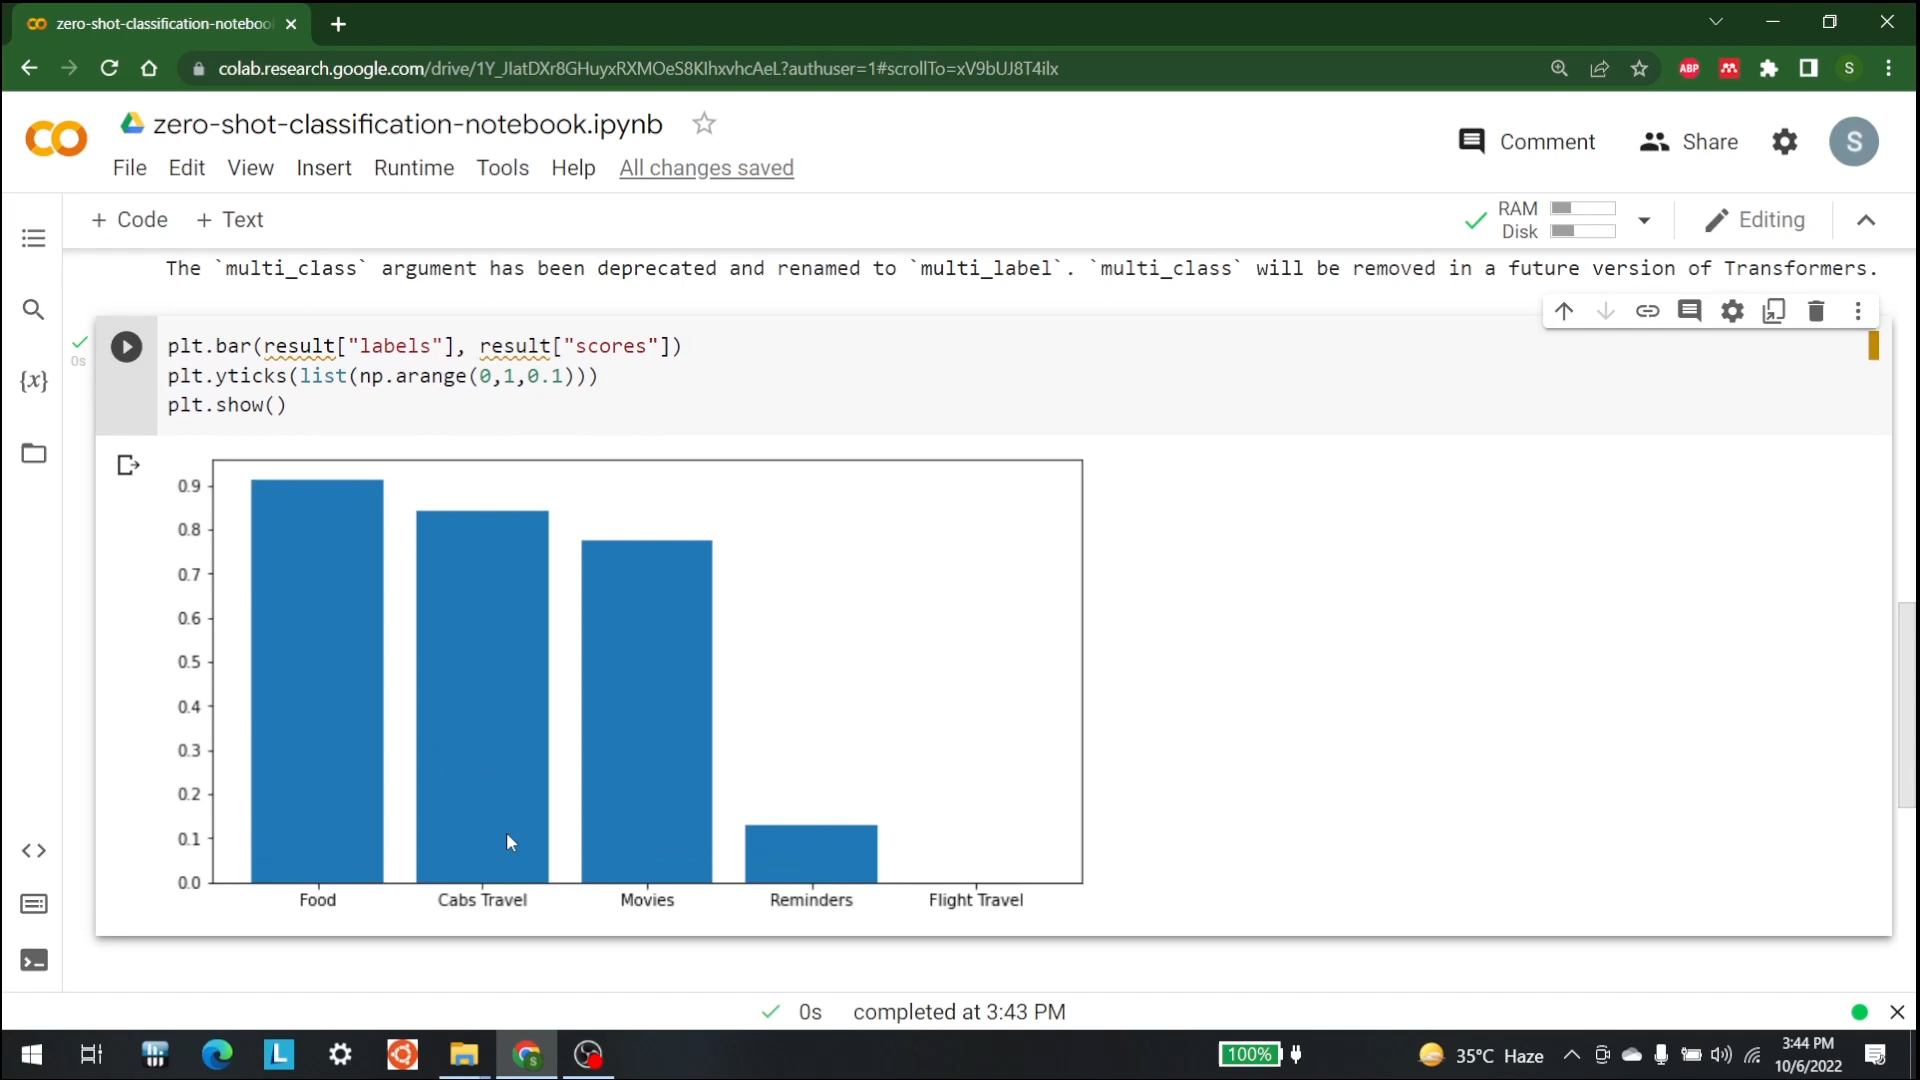 zero-shot-classification-noteboo
colab.research.google.com/drive/1Y_JIatDXr8GHuyxRXMOeS8KIhxvhcAeL?authuser=1#scrollTo=xV9bUJ8T4ilx
ABP
S
zero-shot-classification-notebook.ipynb
Comment
Share
S
File Edit View Insert Runtime Tools Help All changes saved
+ Code + Text
RAM
Disk
Editing
The `multi_class` argument has been deprecated and renamed to `multi_label`. `multi_class` will be removed in a future version of Transformers.
0s
{x}
plt.bar(result["labels"], result["scores"])
plt.yticks(list(np.arange(0,1,0.1)))
plt.show()
0.9
0.8
0.7
0.6
0.5
0.4
0.3
0.2
0.1
0.0
Food Cabs Travel Movies Reminders Flight Travel
0s completed at 3:43 PM
L
S
100%
35°C Haze
3:44 PM
10/6/2022